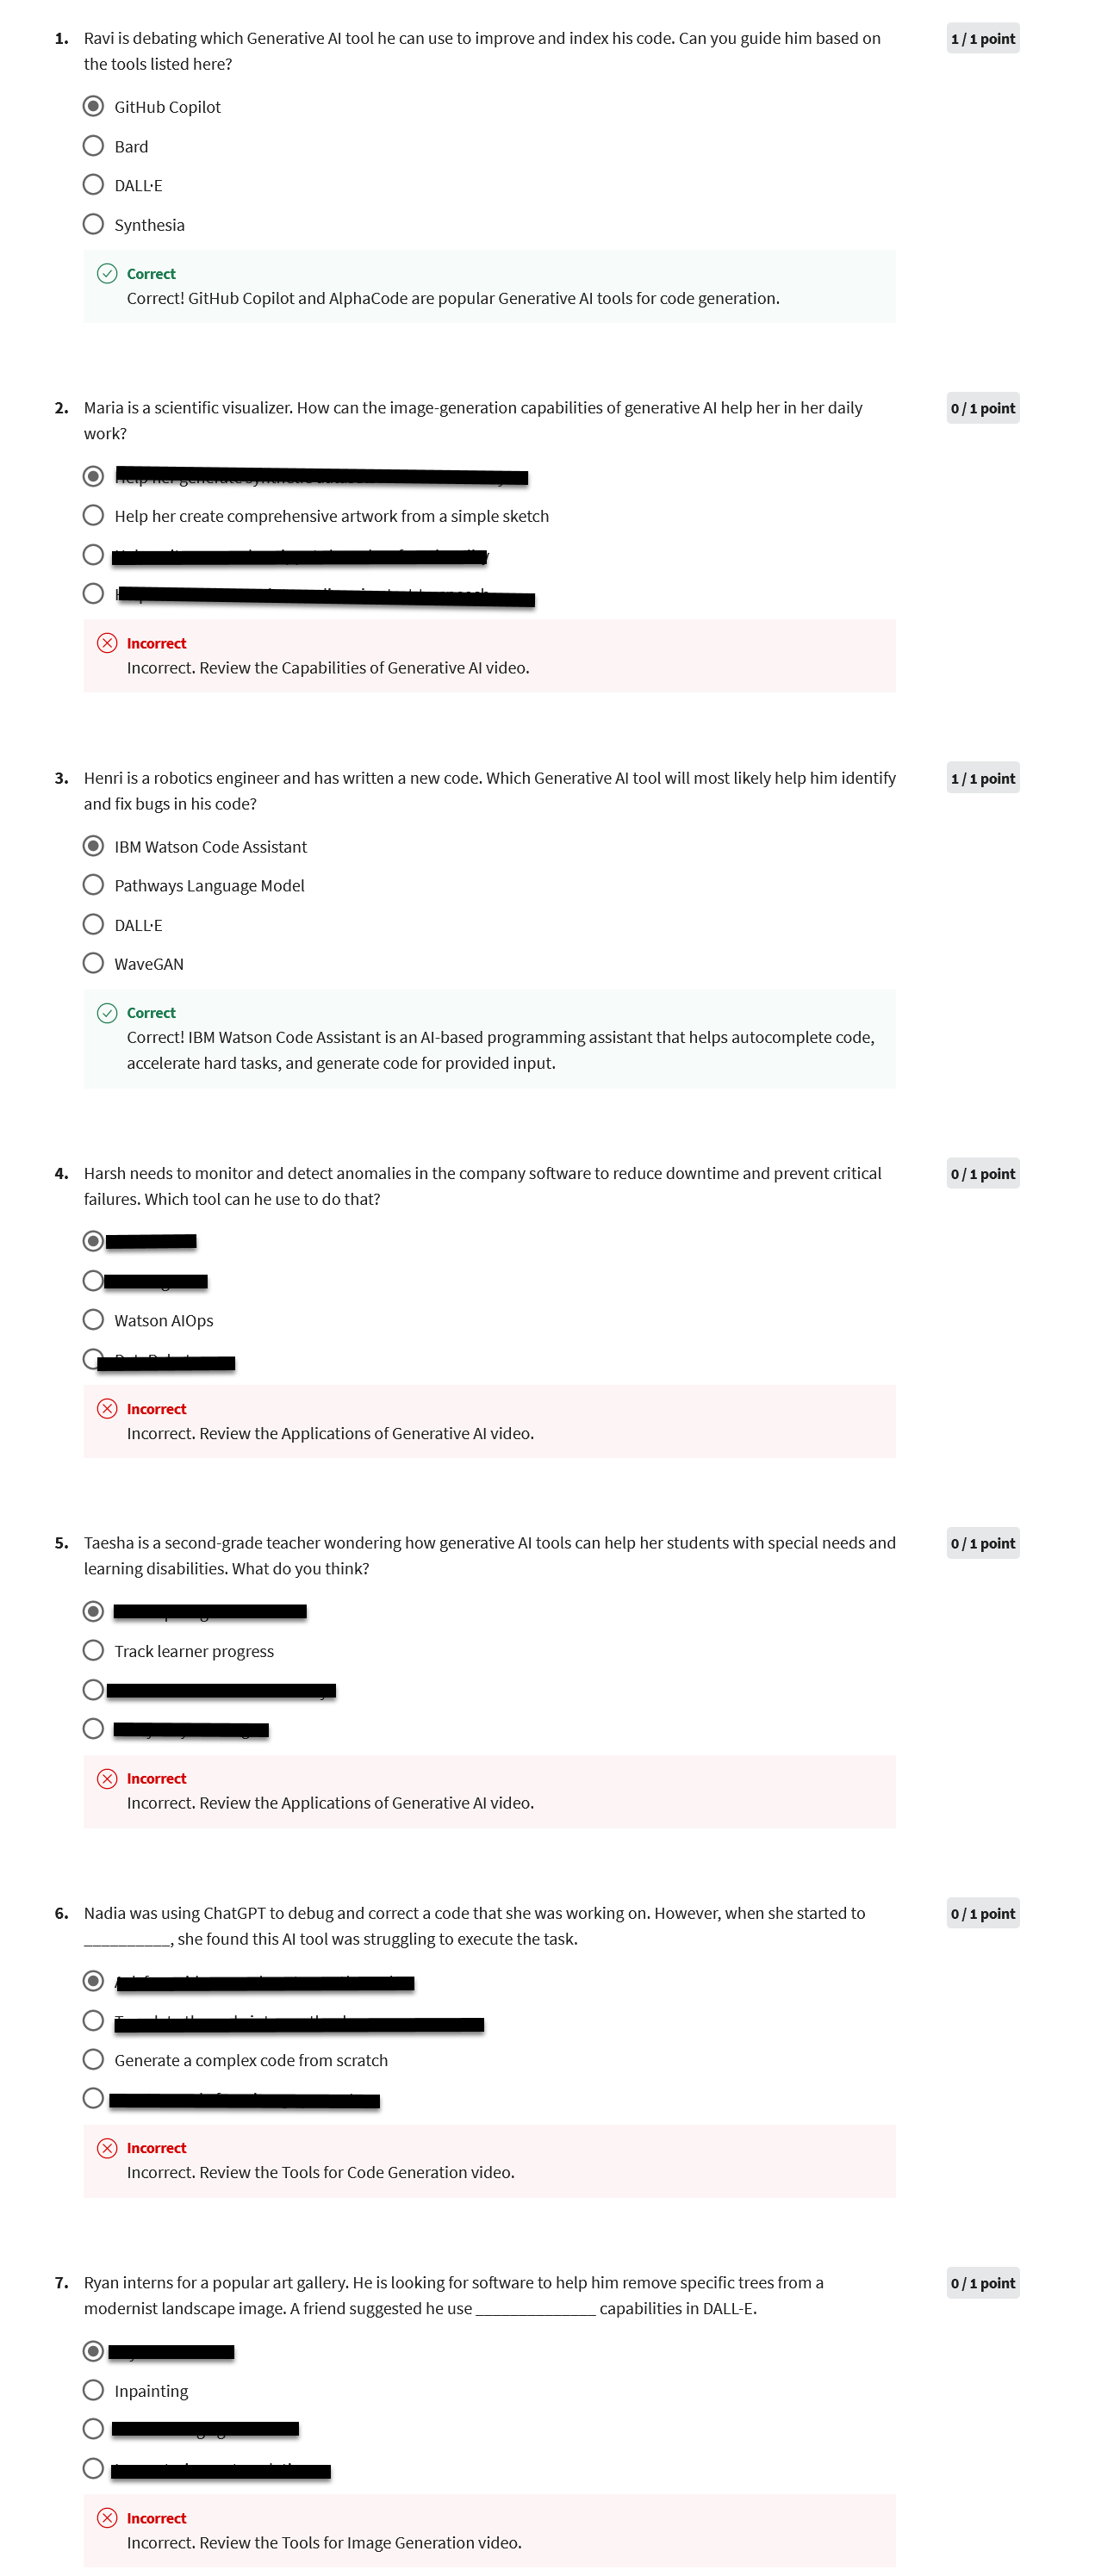 1. Ravi is debating which Generative AI tool he can use to improve and index his code. Can you guide him based on
the tools listed here?
1 / 1 point
GitHub Copilot
Bard
DALL·E
Synthesia
Correct
Correct! GitHub Copilot and AlphaCode are popular Generative AI tools for code generation.
2. Maria is a scientific visualizer. How can the image-generation capabilities of generative AI help her in her daily
work?
0 / 1 point
Help her create comprehensive artwork from a simple sketch
Incorrect
Incorrect. Review the Capabilities of Generative AI video.
3. Henri is a robotics engineer and has written a new code. Which Generative AI tool will most likely help him identify
and fix bugs in his code?
1 / 1 point
IBM Watson Code Assistant
Pathways Language Model
DALL·E
WaveGAN
Correct
Correct! IBM Watson Code Assistant is an AI-based programming assistant that helps autocomplete code,
accelerate hard tasks, and generate code for provided input.
4. Harsh needs to monitor and detect anomalies in the company software to reduce downtime and prevent critical
failures. Which tool can he use to do that?
0 / 1 point
Watson AIOps
Incorrect
Incorrect. Review the Applications of Generative AI video.
5. Taesha is a second-grade teacher wondering how generative AI tools can help her students with special needs and
learning disabilities. What do you think?
0 / 1 point
Track learner progress
Incorrect
Incorrect. Review the Applications of Generative AI video.
6. Nadia was using ChatGPT to debug and correct a code that she was working on. However, when she started to
__________, she found this AI tool was struggling to execute the task.
0 / 1 point
Generate a complex code from scratch
Incorrect
Incorrect. Review the Tools for Code Generation video.
7. Ryan interns for a popular art gallery. He is looking for software to help him remove specific trees from a
modernist landscape image. A friend suggested he use ______________ capabilities in DALL-E.
0 / 1 point
Inpainting
Incorrect
Incorrect. Review the Tools for Image Generation video.